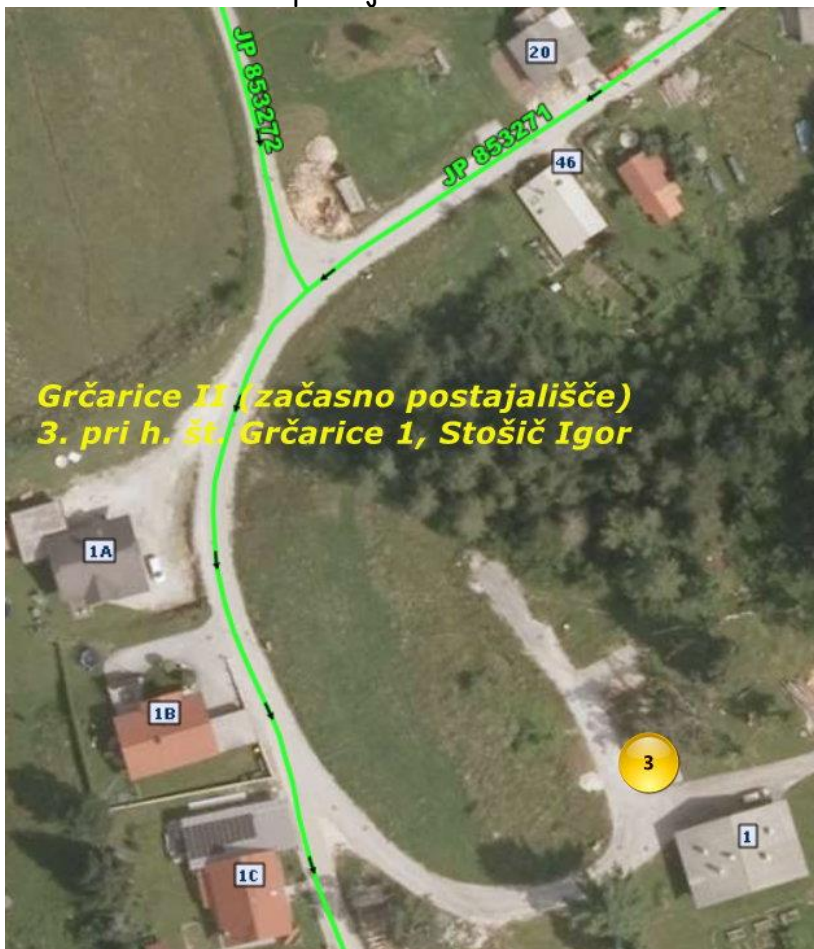 JP 853272
20
JP 853271
46
Grčarice II (začasno postajališče)
3. pri h. št. Grčarice 1, Stošič Igor
1A
1B
3
1
1C